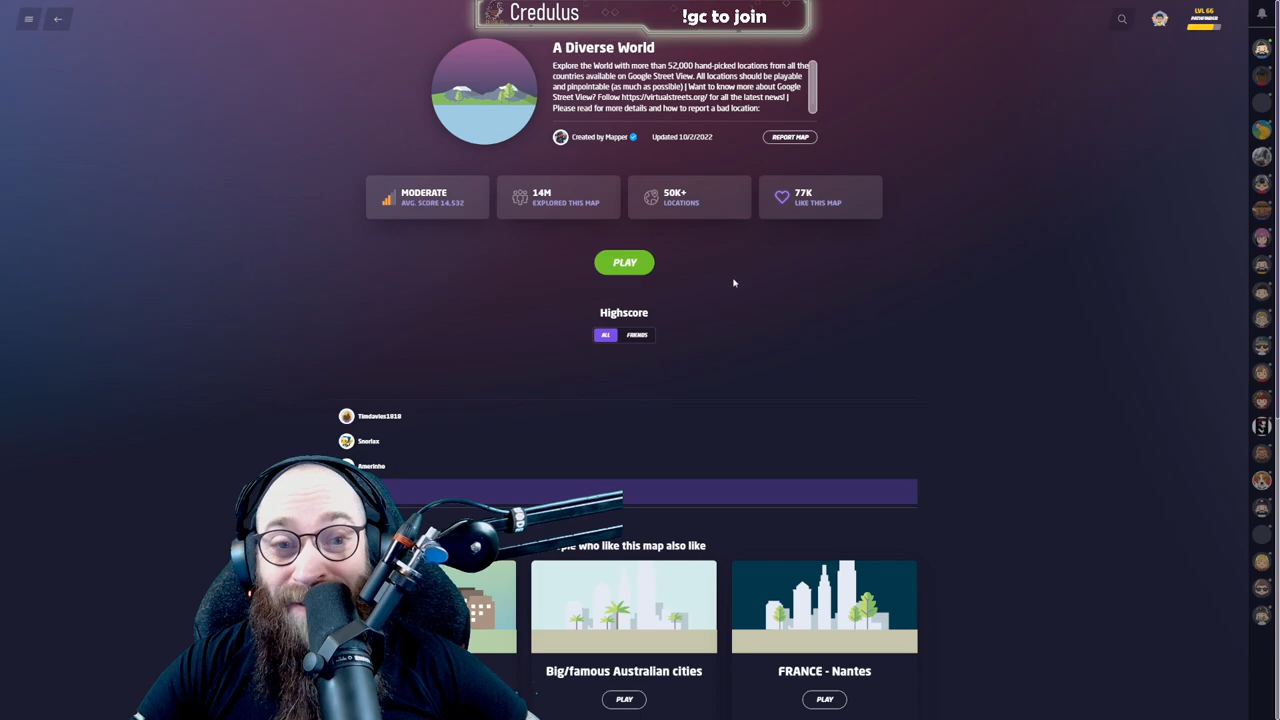 Credulus
!gc to join
LVL 66
PATHFINDER
A Diverse World
Explore the World with more than 52,000 hand-picked locations from all the
countries available on Google Street View. All locations should be playable
and pinpointable (as much as possible) | Want to know more about Google
Street View? Follow https://virtualstreets.org/ for all the latest news! |
Please read for more details and how to report a bad location:
Created by Mapper
Updated 10/2/2022
REPORT MAP
MODERATE
AVG. SCORE 14,532
14M
EXPLORED THIS MAP
50K+
LOCATIONS
77K
LIKE THIS MAP
PLAY
Highscore
ALL
FRIENDS
Timdavies1818
Snorlax
Amerinho
ple who like this map also like
Big/famous Australian cities
FRANCE - Nantes
PLAY
PLAY